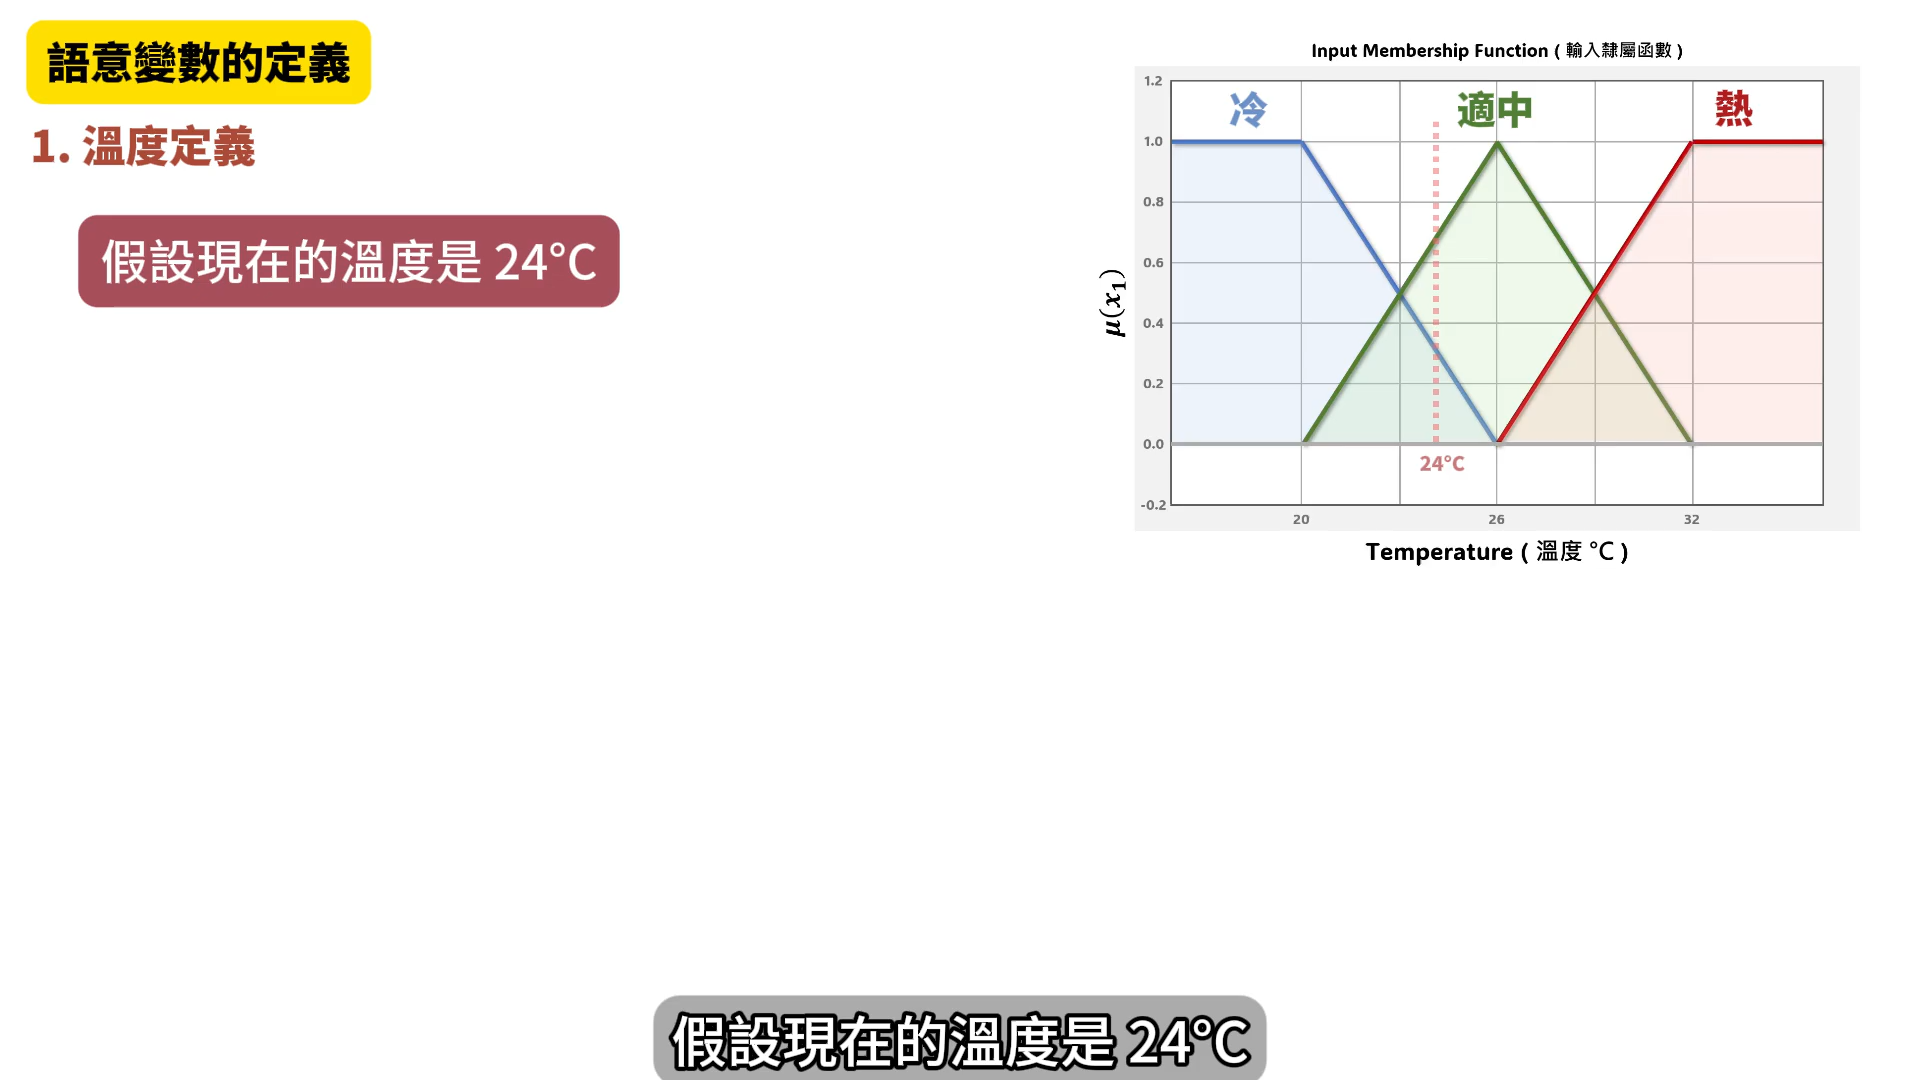 語意變數的定義
1. 溫度定義
假設現在的溫度是 24°C
Input Membership Function ( 輸入隸屬函數 )
冷
適中
熱
1.2
1.0
0.8
0.6
0.4
0.2
0.0
-0.2
μ(x₁)
24°C
20
26
32
Temperature ( 溫度 °C )
假設現在的溫度是 24°C